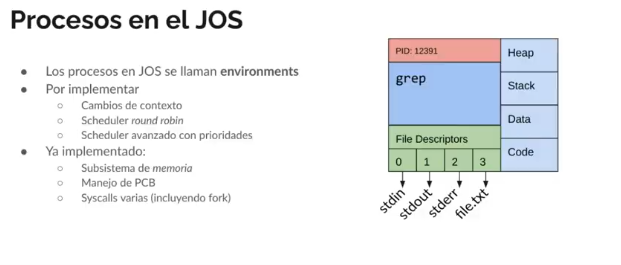 Procesos en el JOS
● Los procesos en JOS se llaman environments
● Por implementar
○ Cambios de contexto
○ Scheduler round robin
○ Scheduler avanzado con prioridades
● Ya implementado:
○ Subsistema de memoria
○ Manejo de PCB
○ Syscalls varias (incluyendo fork)
PID: 12391
grep
File Descriptors
0 1 2 3
Heap
Stack
Data
Code
stdin
stdout
stderr
file.txt